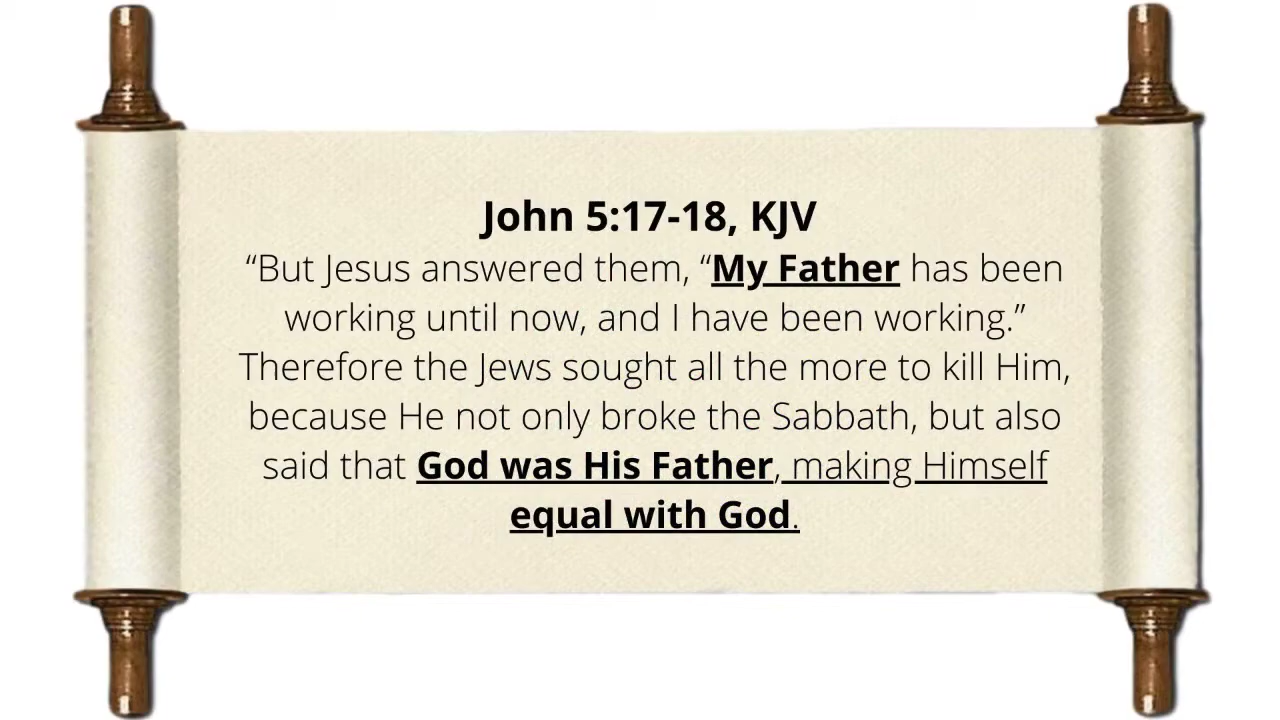 John 5:17-18, KJV
“But Jesus answered them, “My Father has been
working until now, and I have been working.”
Therefore the Jews sought all the more to kill Him,
because He not only broke the Sabbath, but also
said that God was His Father, making Himself
equal with God.